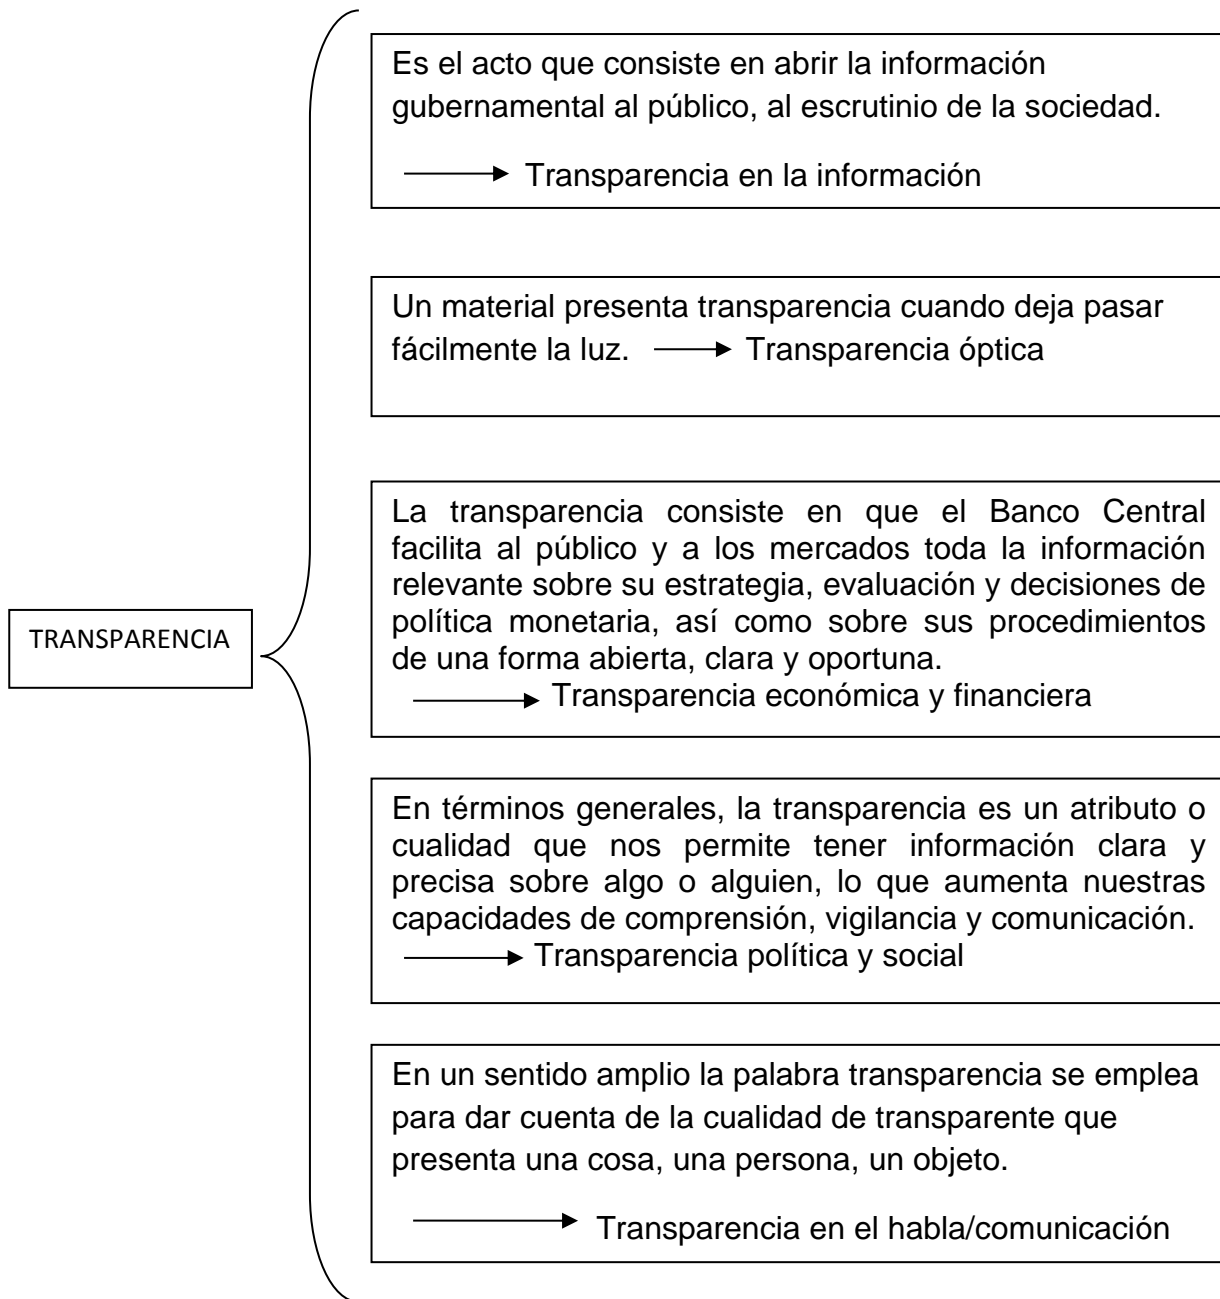 Es el acto que consiste en abrir la información
gubernamental al público, al escrutinio de la sociedad.
Transparencia en la información
Un material presenta transparencia cuando deja pasar
fácilmente la luz. Transparencia óptica
La transparencia consiste en que el Banco Central
facilita al público y a los mercados toda la información
relevante sobre su estrategia, evaluación y decisiones de
política monetaria, así como sobre sus procedimientos
de una forma abierta, clara y oportuna.
Transparencia económica y financiera
TRANSPARENCIA
En términos generales, la transparencia es un atributo o
cualidad que nos permite tener información clara y
precisa sobre algo o alguien, lo que aumenta nuestras
capacidades de comprensión, vigilancia y comunicación.
Transparencia política y social
En un sentido amplio la palabra transparencia se emplea
para dar cuenta de la cualidad de transparente que
presenta una cosa, una persona, un objeto.
Transparencia en el habla/comunicación